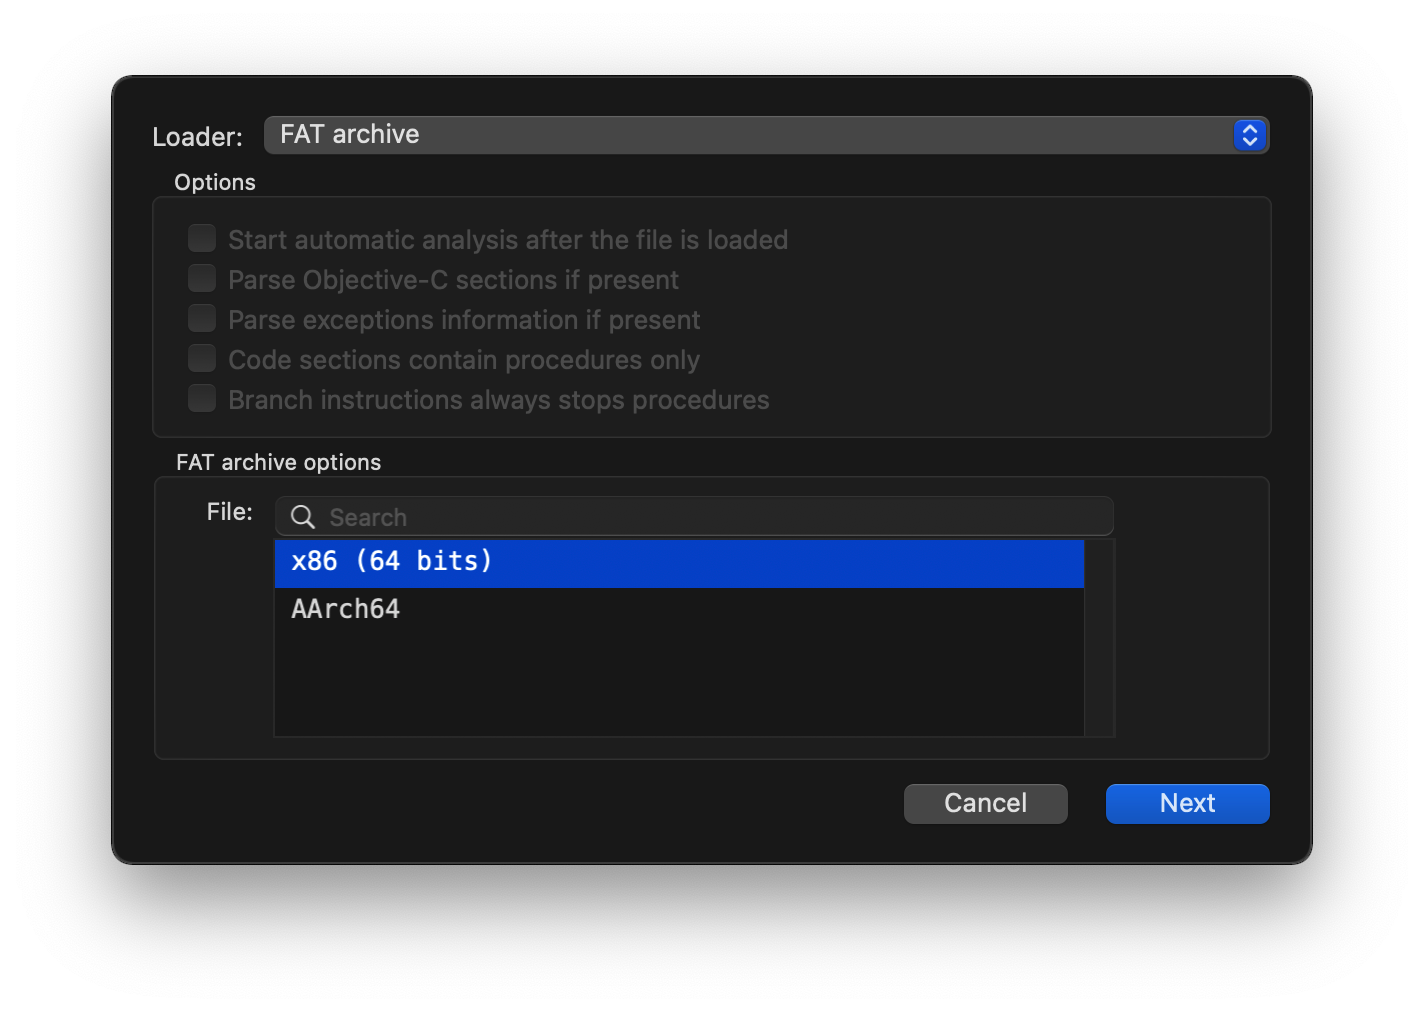 Loader: FAT archive
Options
Start automatic analysis after the file is loaded
Parse Objective-C sections if present
Parse exceptions information if present
Code sections contain procedures only
Branch instructions always stops procedures
FAT archive options
File: Search
x86 (64 bits)
AArch64
Cancel Next